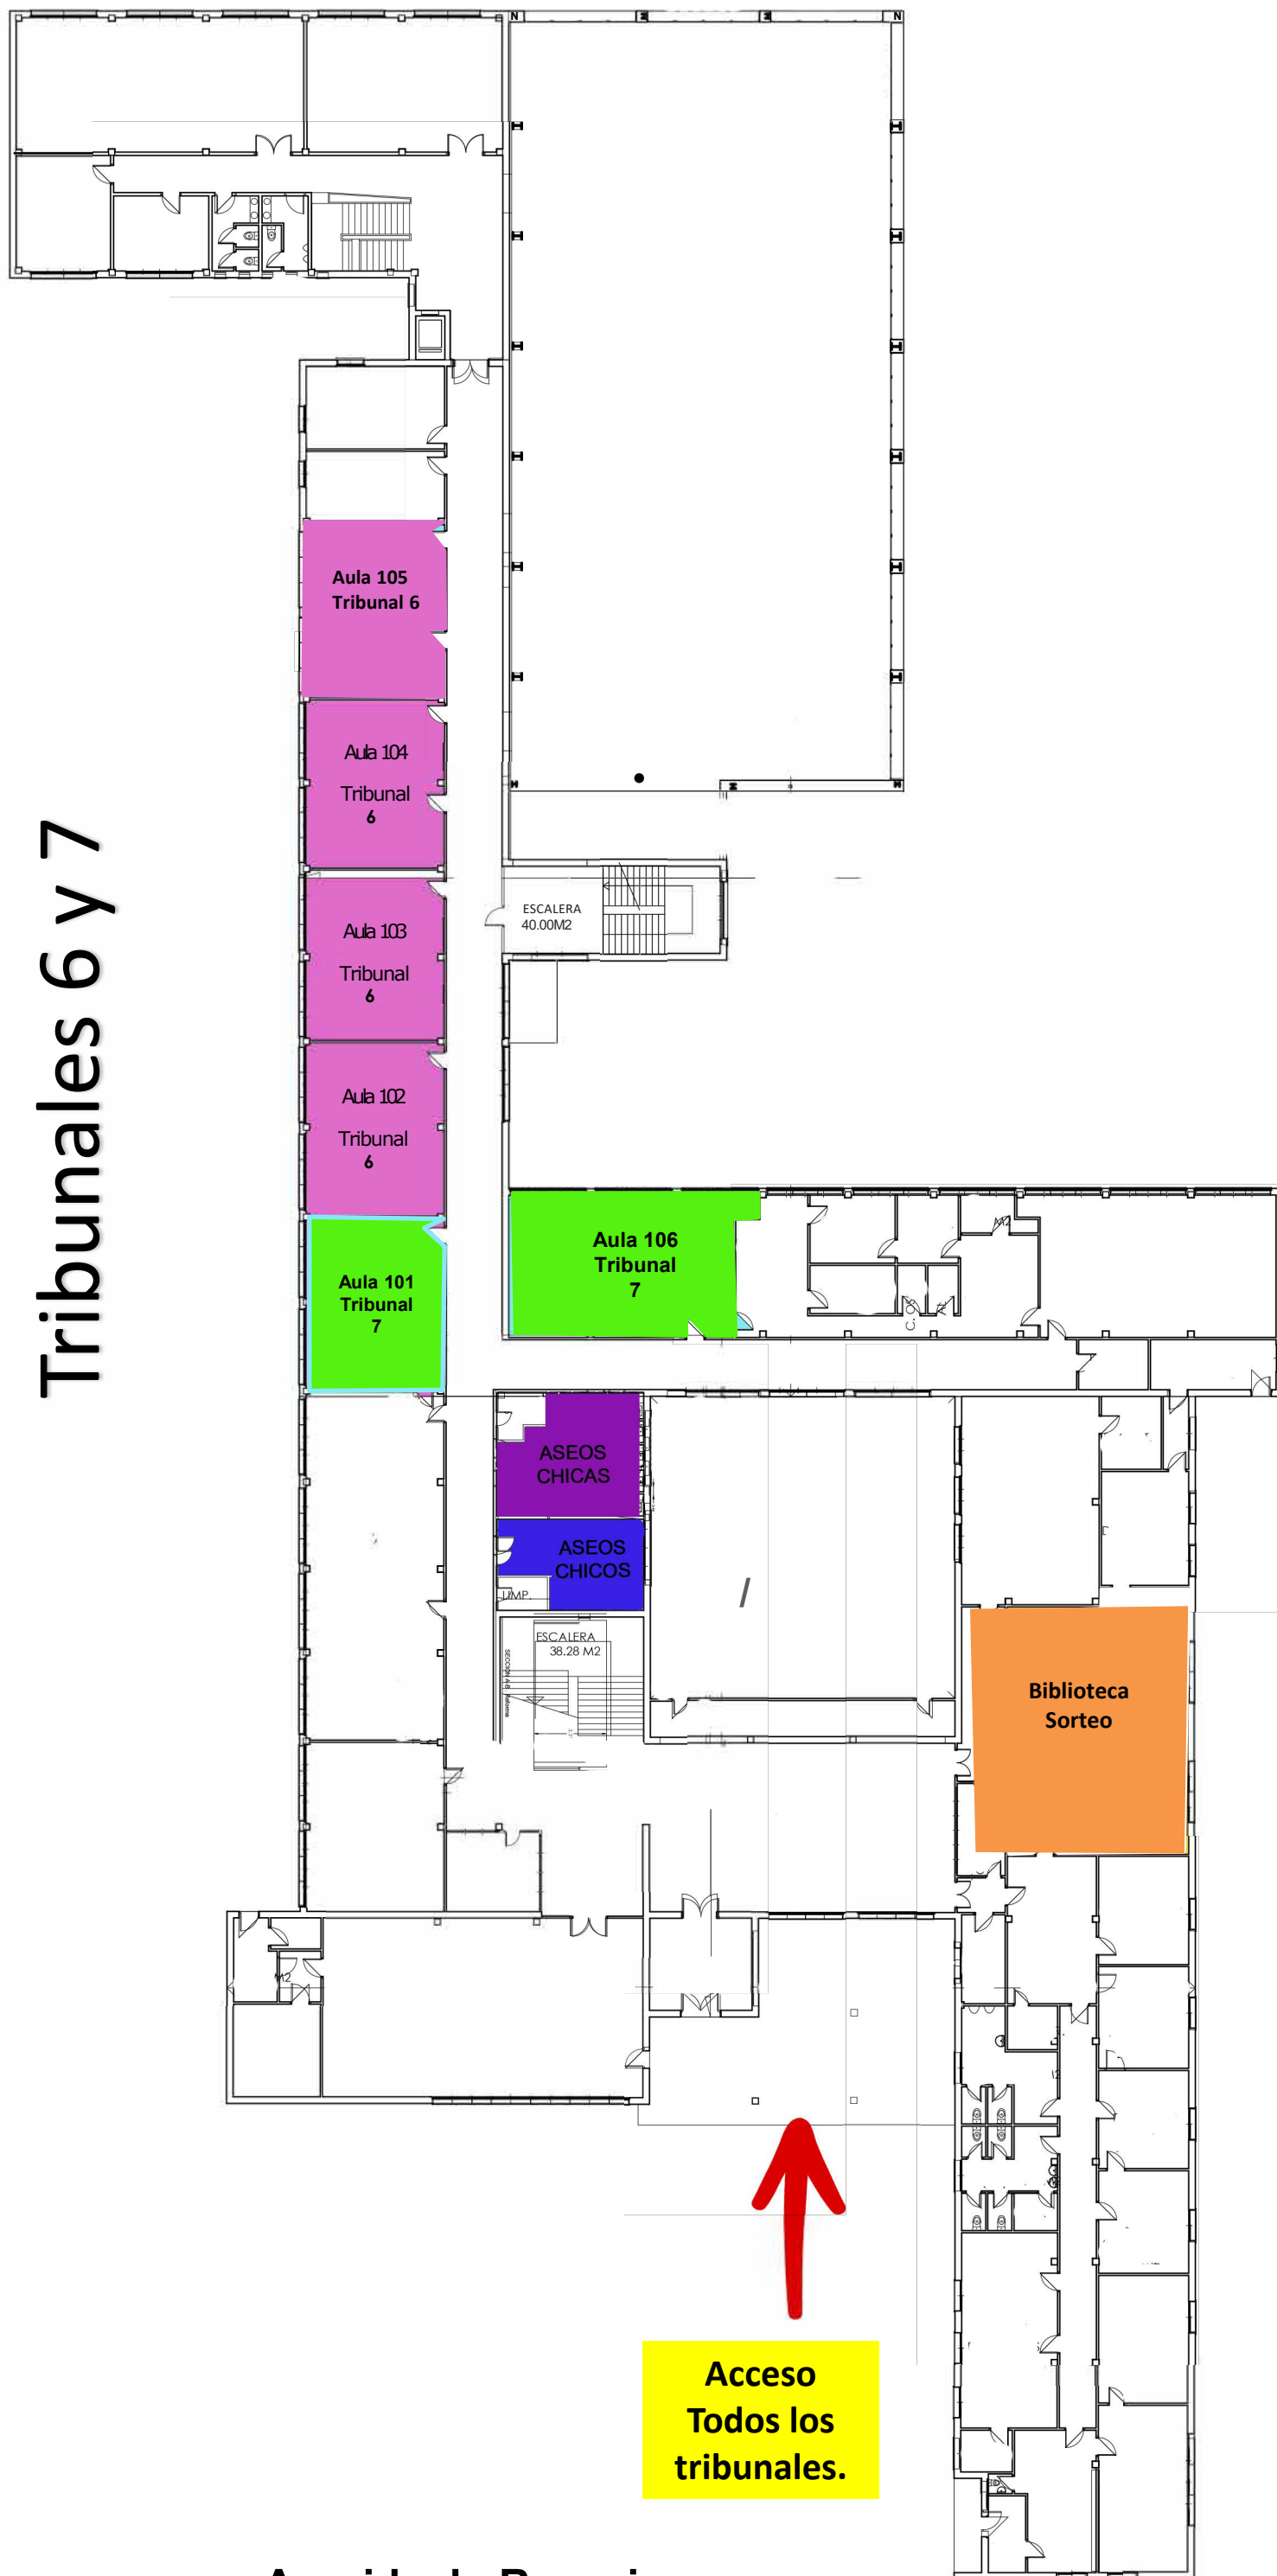 Tribunales 6 y 7
Aula 105
Tribunal 6
Aula 104
Tribunal
6
ESCALERA
40.00M2
Aula 103
Tribunal
6
Aula 102
Tribunal
6
M2
Aula 106
Tribunal
7
Aula 101
Tribunal
7
ASEOS
CHICAS
ASEOS
CHICOS
LIMP.
ESCALERA
38.28 M2
Biblioteca
Sorteo
M2
Acceso
Todos los
tribunales.